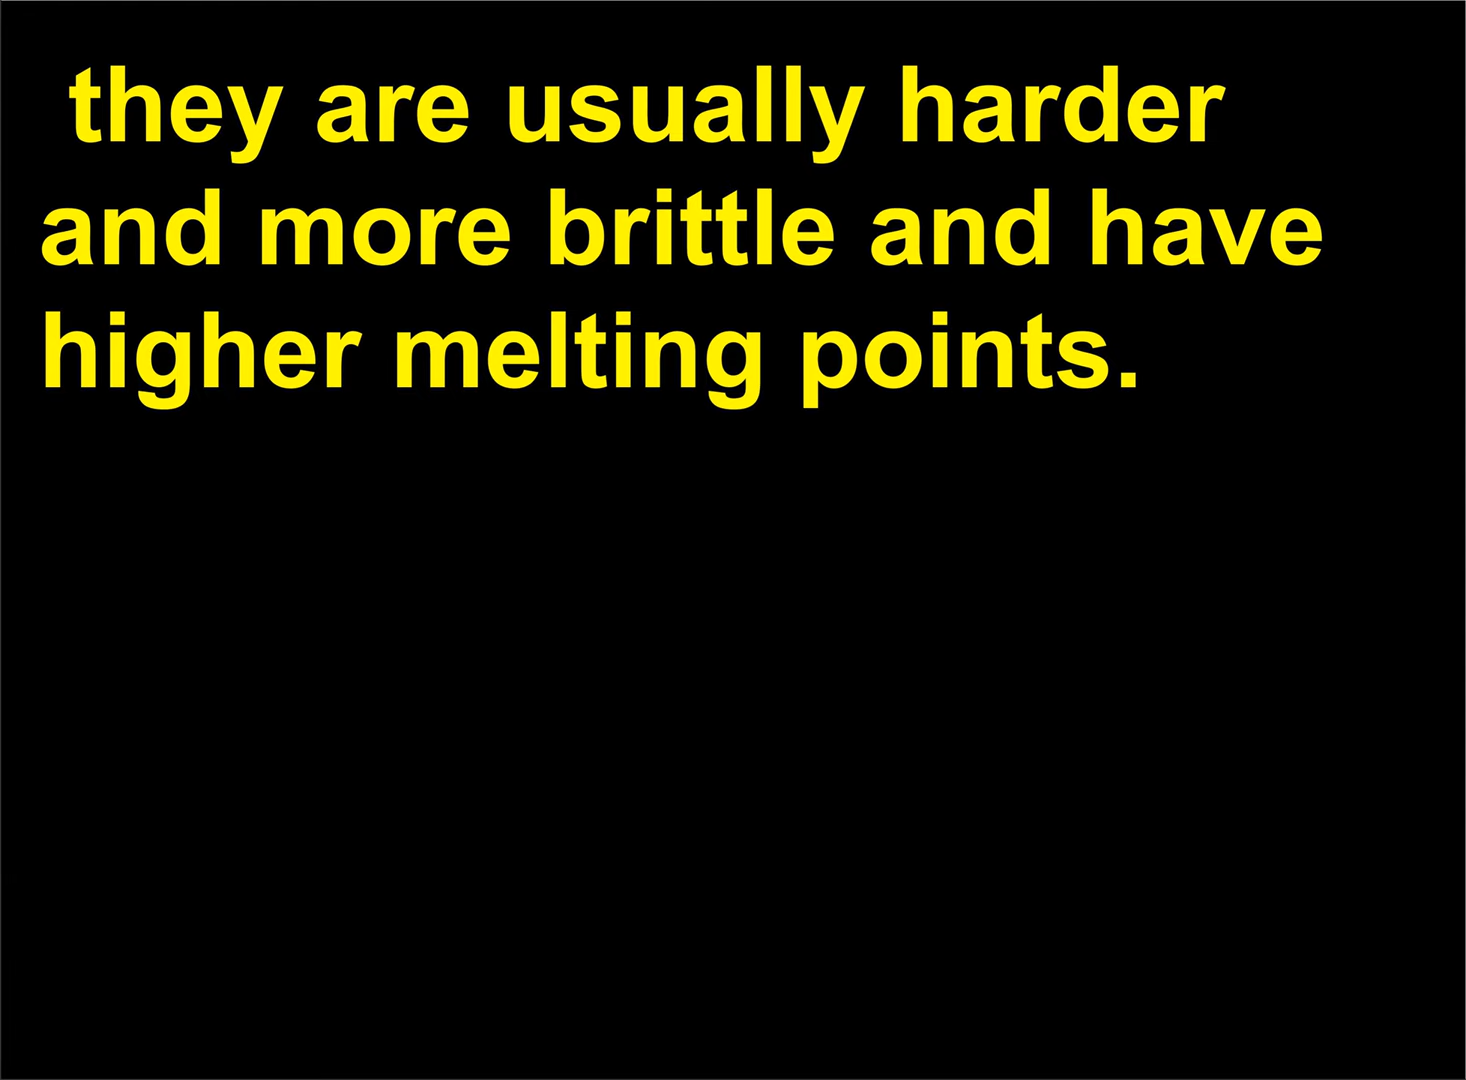 they are usually harder
and more brittle and have
higher melting points.